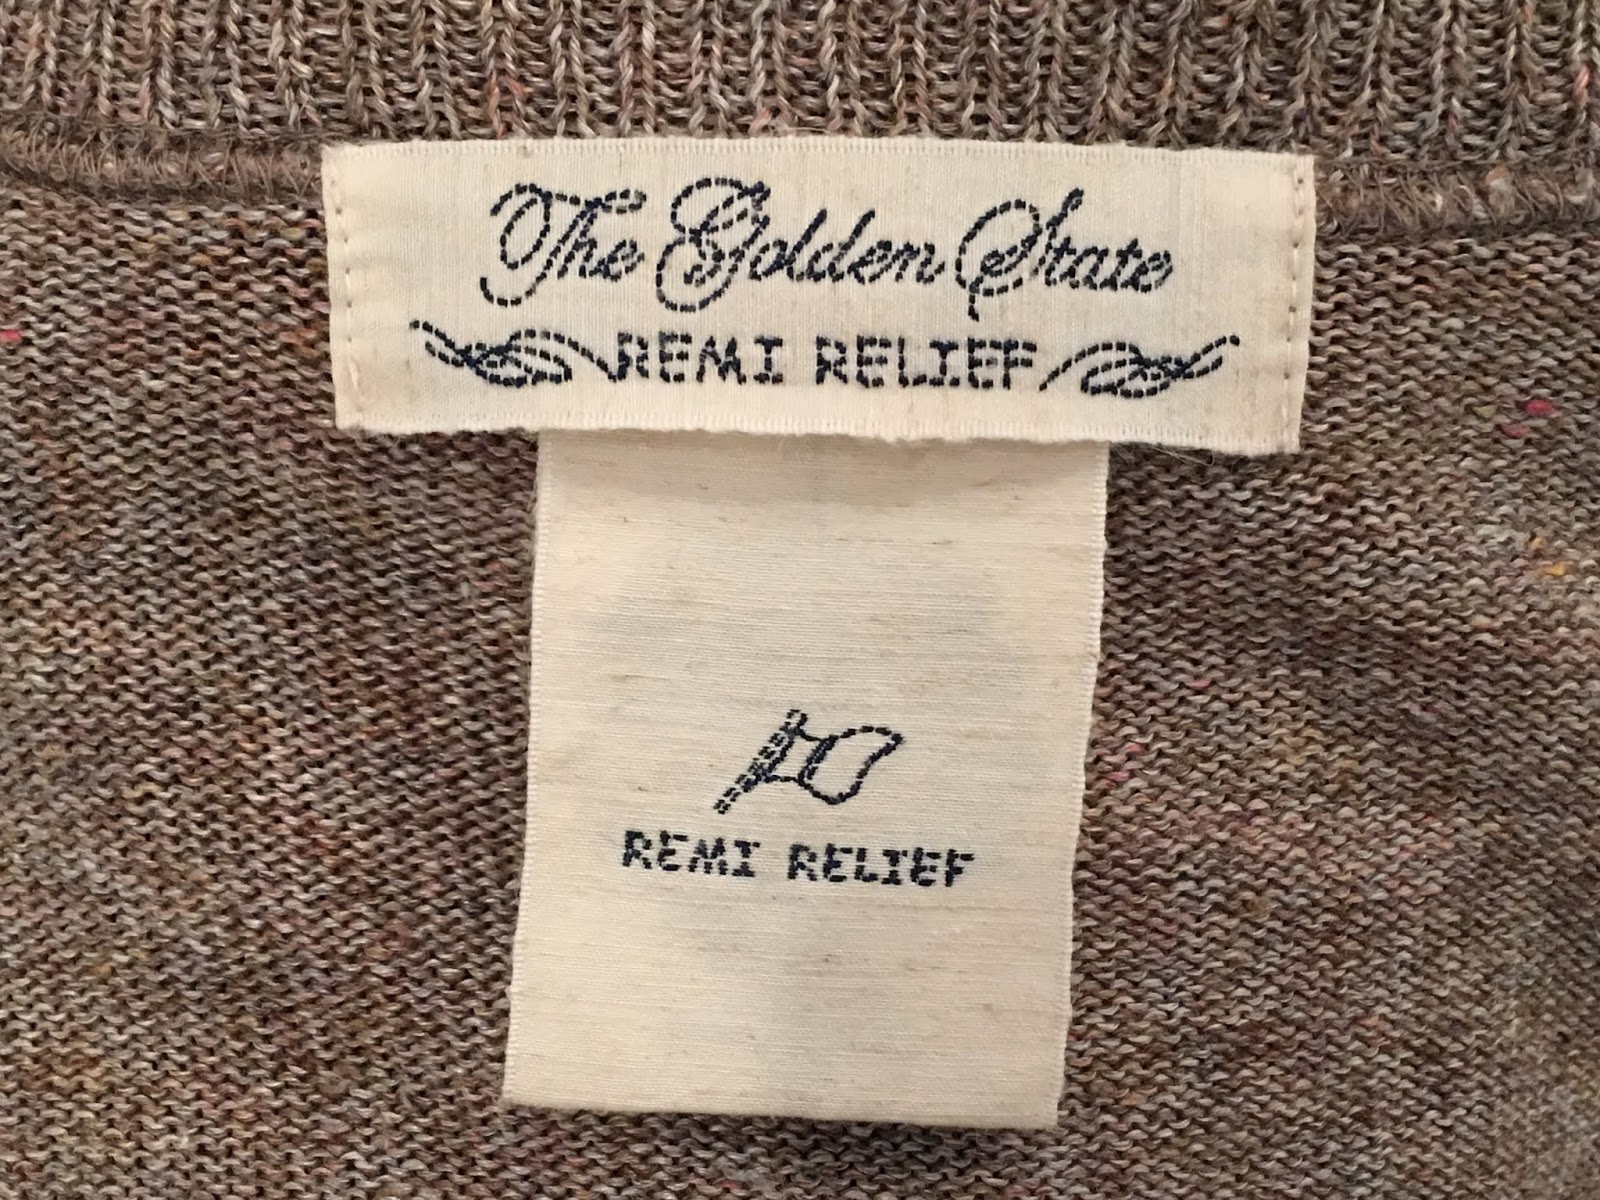 The Golden State
REMI RELIEF
REMI RELIEF